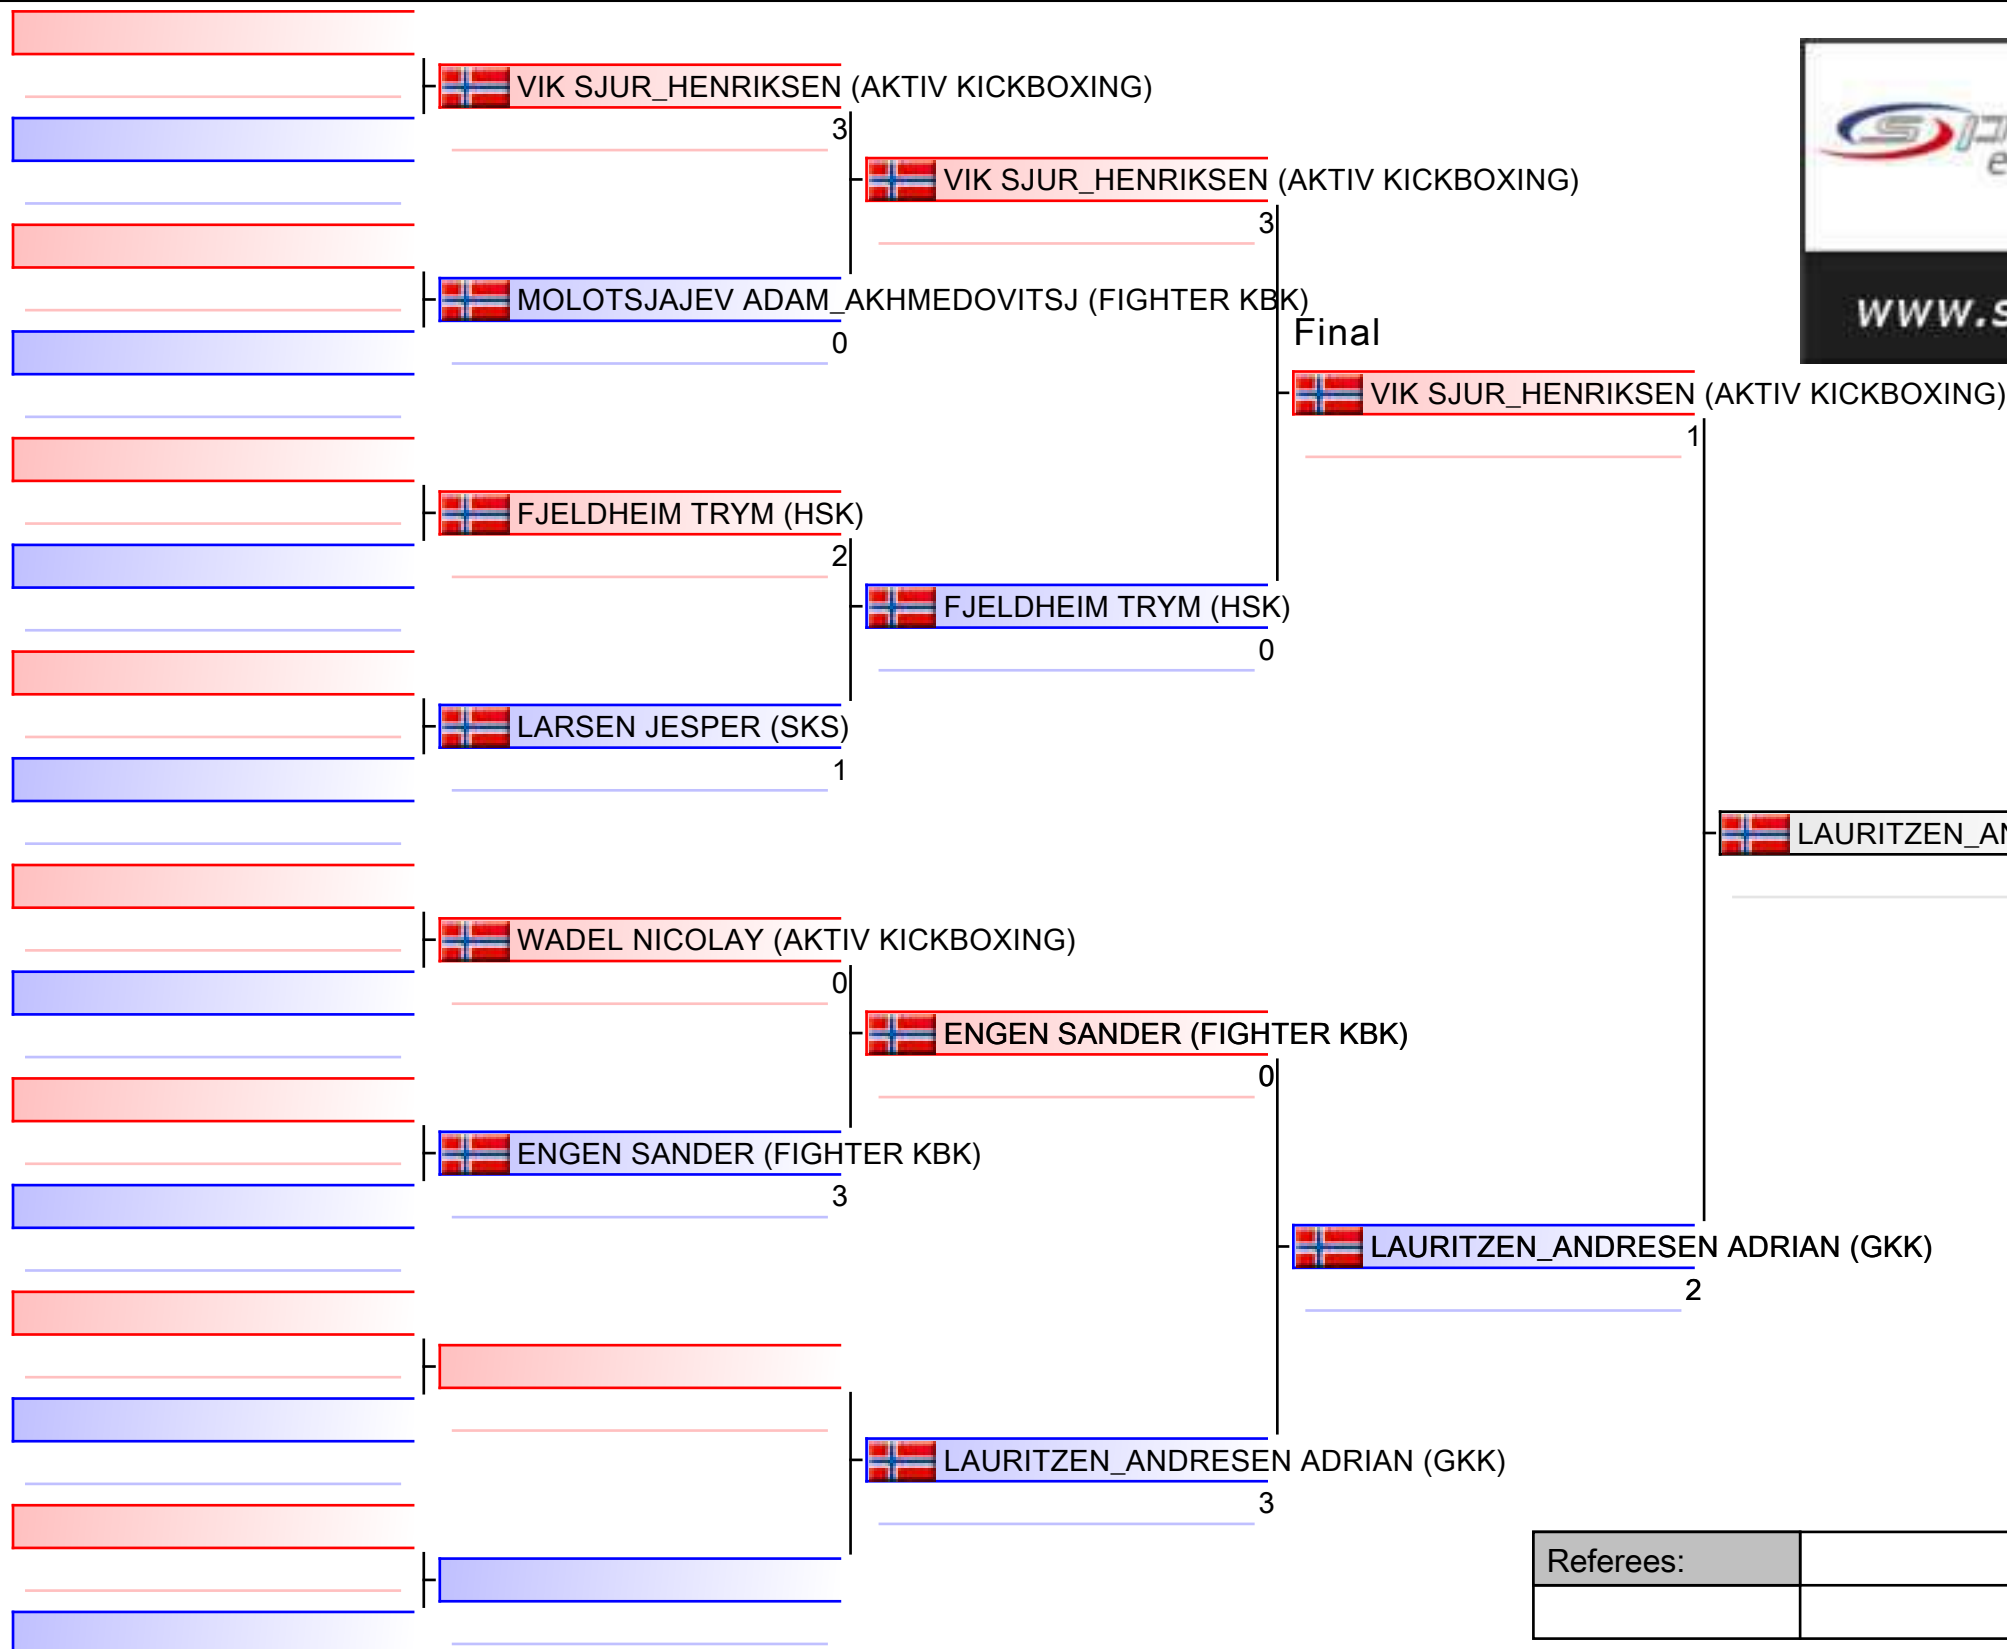 VIK SJUR_HENRIKSEN (AKTIV KICKBOXING)
3
VIK SJUR_HENRIKSEN (AKTIV KICKBOXING)
3
MOLOTSJAJEV ADAM_AKHMEDOVITSJ (FIGHTER KBK)
0
Final
www.s
VIK SJUR_HENRIKSEN (AKTIV KICKBOXING)
1
FJELDHEIM TRYM (HSK)
2
FJELDHEIM TRYM (HSK)
0
LARSEN JESPER (SKS)
1
LAURITZEN_AN
WADEL NICOLAY (AKTIV KICKBOXING)
0
ENGEN SANDER (FIGHTER KBK)
0
ENGEN SANDER (FIGHTER KBK)
3
LAURITZEN_ANDRESEN ADRIAN (GKK)
2
LAURITZEN_ANDRESEN ADRIAN (GKK)
3
Referees: